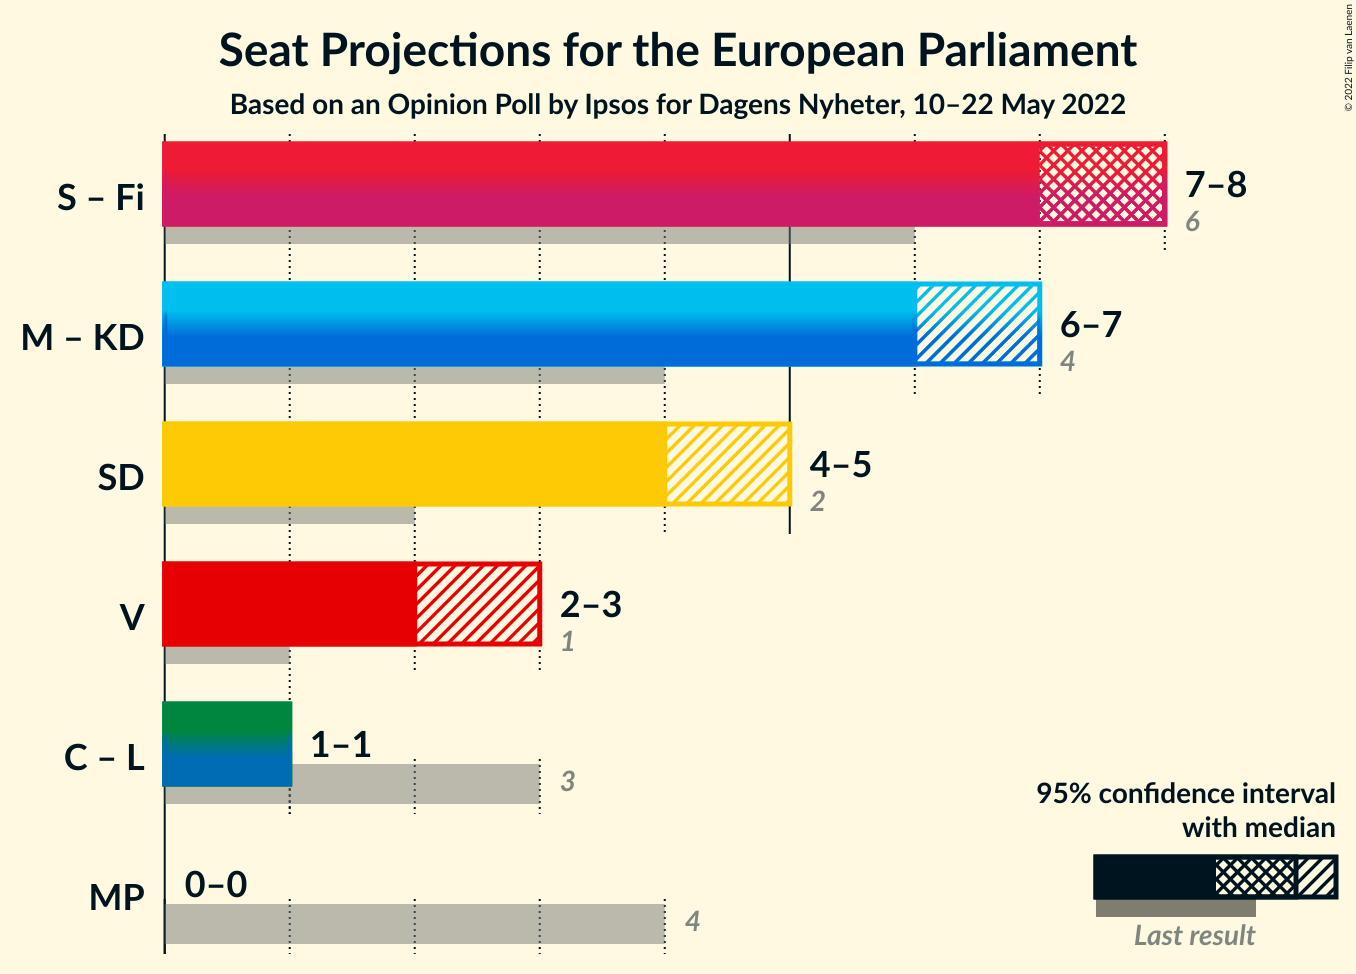 Seat Projections for the European Parliament
Based on an Opinion Poll by Ipsos for Dagens Nyheter, 10–22 May 2022
© 2022 Filip van Laenen
S – Fi
7–8
6
M – KD
6–7
4
SD
4–5
2
V
2–3
1
C – L
1–1
3
MP
0–0
4
95% confidence interval
with median
Last result